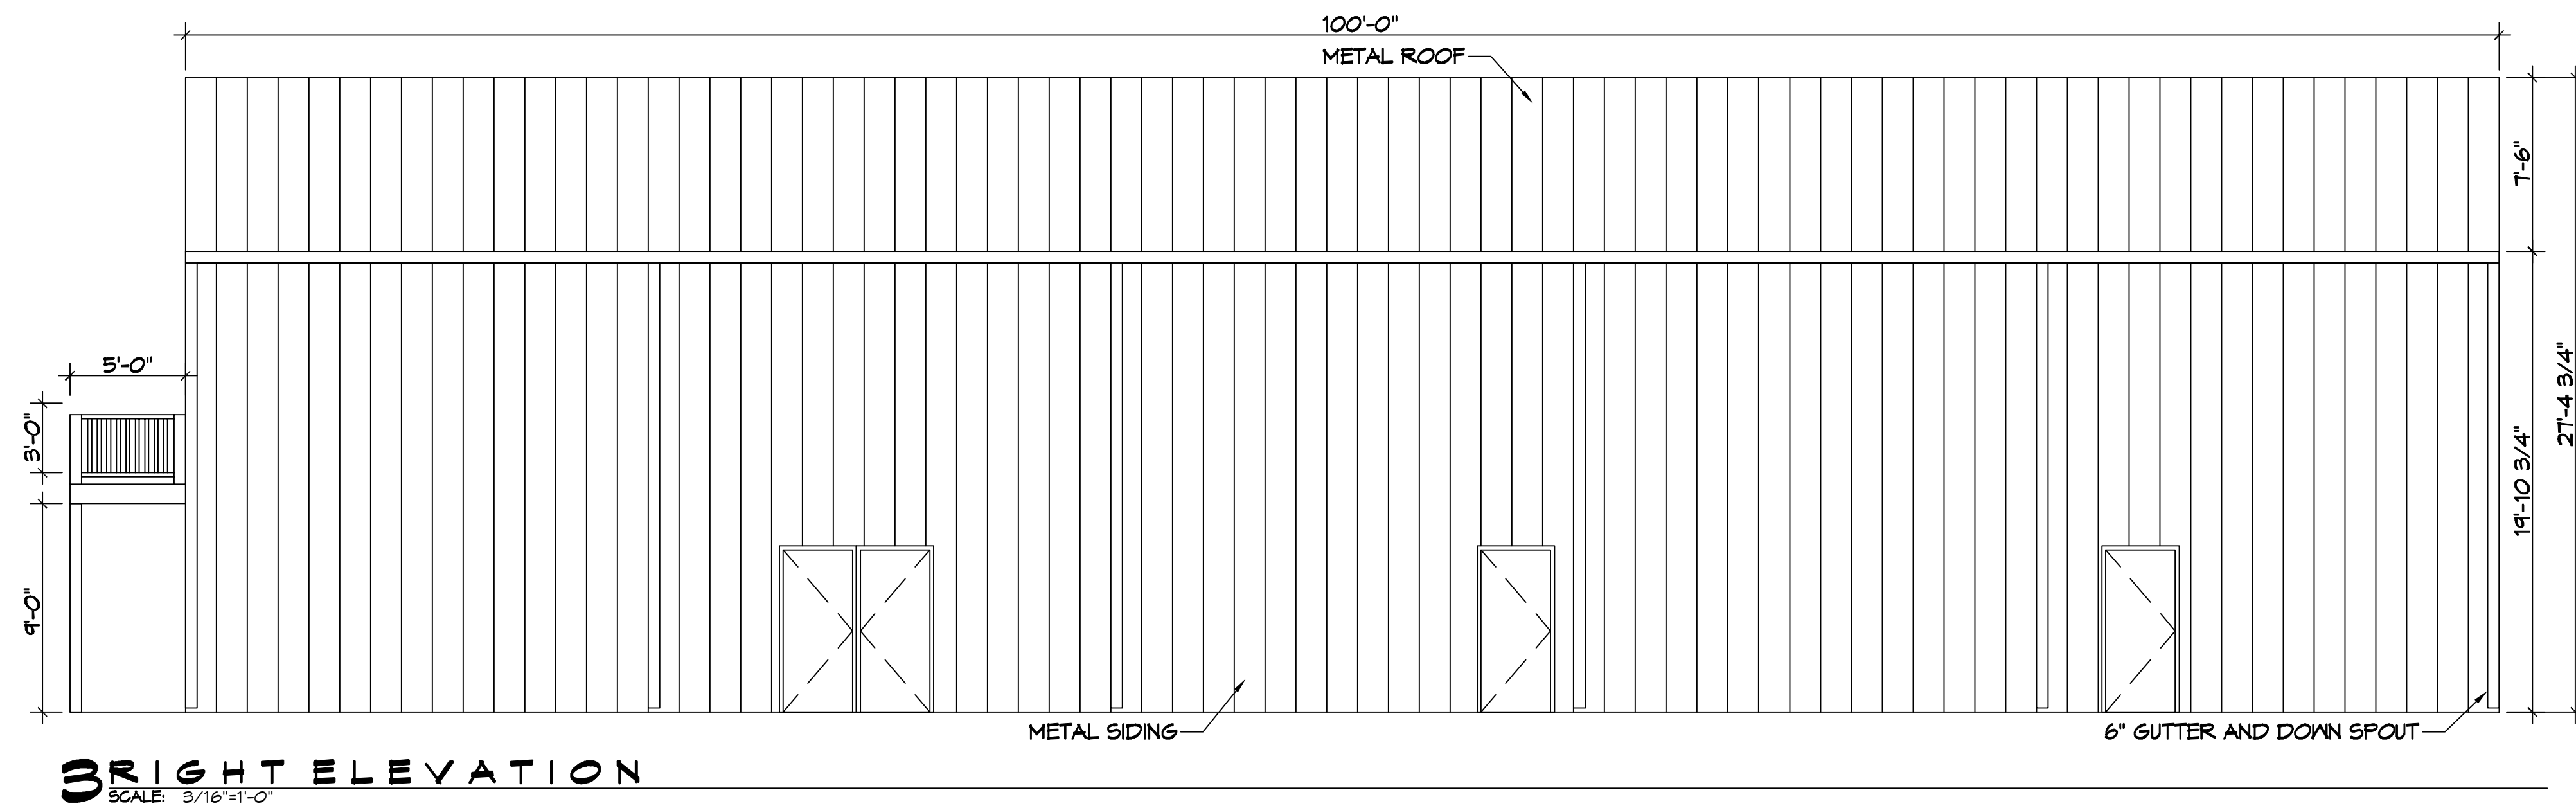 100'-0"
METAL ROOF
7'-6"
5'-0"
3'-0"
27'-4 3/4"
19'-10 3/4"
9'-0"
METAL SIDING
6" GUTTER AND DOWN SPOUT
3 RIGHT ELEVATION
SCALE: 3/16"=1'-0"